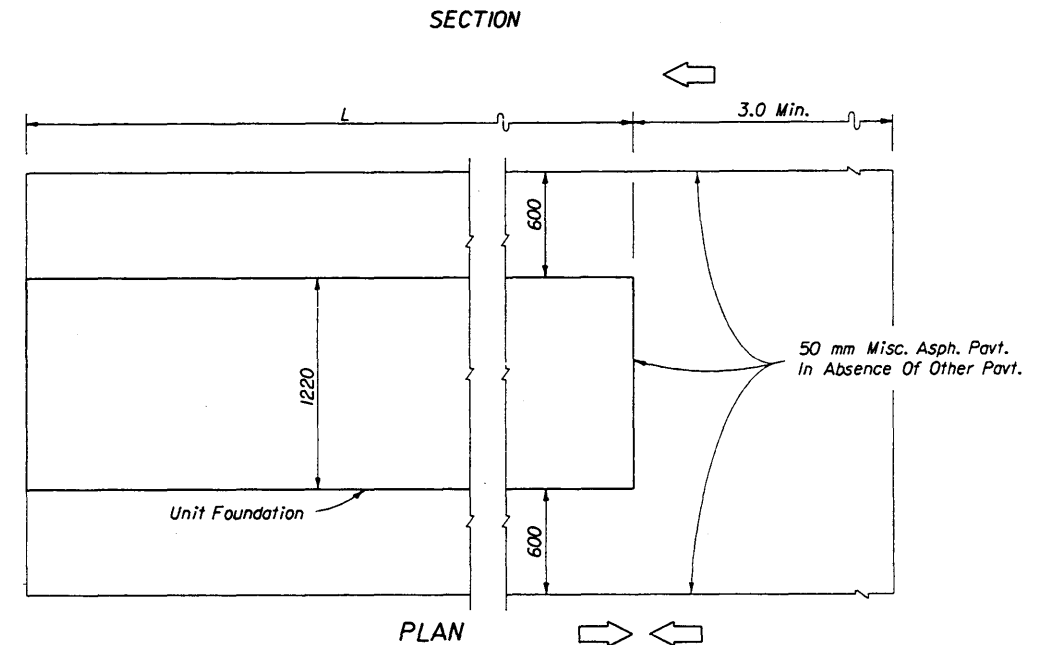 SECTION
L
3.0 Min.
600
1220
50 mm Misc. Asph. Pavt.
In Absence Of Other Pavt.
Unit Foundation
600
PLAN